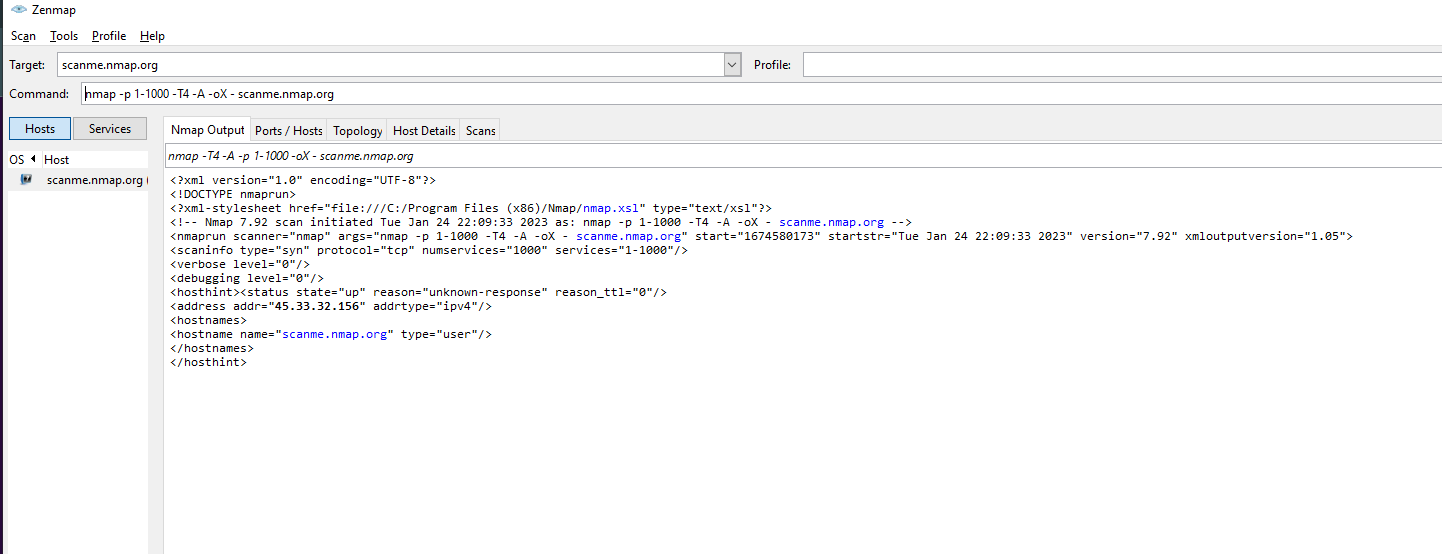 Zenmap
Scan Tools Profile Help
Target: scanme.nmap.org Profile:
Command: nmap -p 1-1000 -T4 -A -oX - scanme.nmap.org
Hosts Services Nmap Output Ports / Hosts Topology Host Details Scans
OS Host nmap -T4 -A -p 1-1000 -oX - scanme.nmap.org
scanme.nmap.org (
<?xml version="1.0" encoding="UTF-8"?>
<!DOCTYPE nmaprun>
<?xml-stylesheet href="file:///C:/Program Files (x86)/Nmap/nmap.xsl" type="text/xsl"?>
<!-- Nmap 7.92 scan initiated Tue Jan 24 22:09:33 2023 as: nmap -p 1-1000 -T4 -A -oX - scanme.nmap.org -->
<nmaprun scanner="nmap" args="nmap -p 1-1000 -T4 -A -oX - scanme.nmap.org" start="1674580173" startstr="Tue Jan 24 22:09:33 2023" version="7.92" xmloutputversion="1.05">
<scaninfo type="syn" protocol="tcp" numservices="1000" services="1-1000"/>
<verbose level="0"/>
<debugging level="0"/>
<hosthint><status state="up" reason="unknown-response" reason_ttl="0"/>
<address addr="45.33.32.156" addrtype="ipv4"/>
<hostnames>
<hostname name="scanme.nmap.org" type="user"/>
</hostnames>
</hosthint>